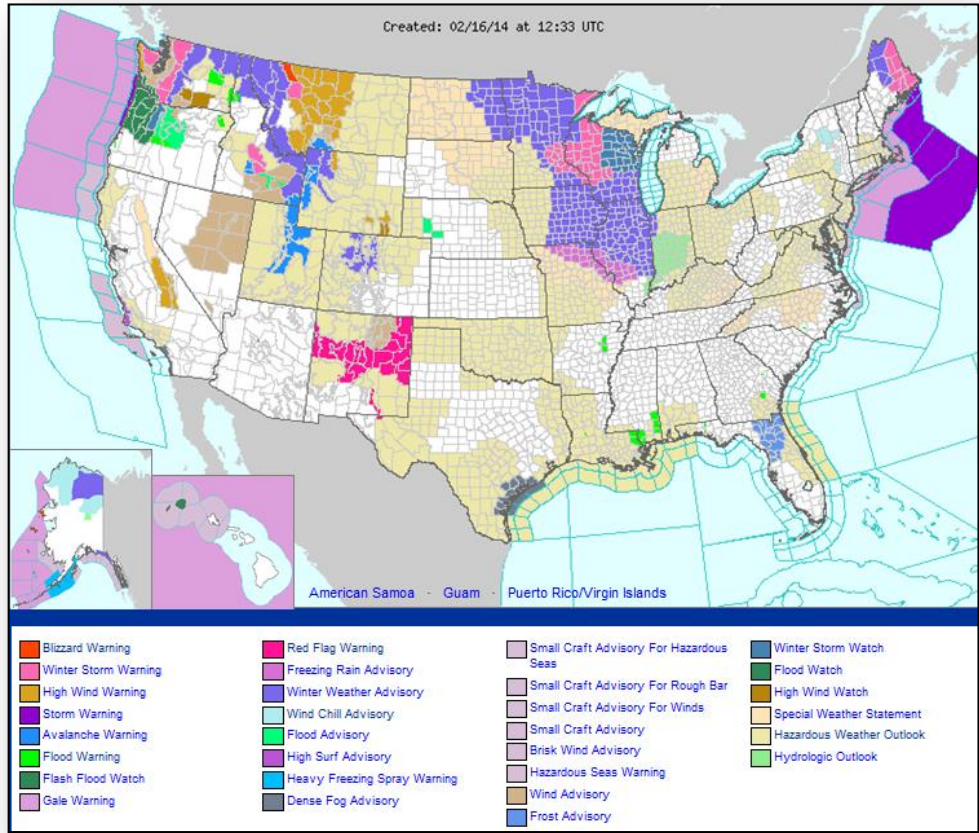 Created: 02/16/14 at 12:33 UTC
American Samoa - Guam - Puerto Rico/Virgin Islands
Blizzard Warning
Winter Storm Warning
High Wind Warning
Storm Warning
Avalanche Warning
Flood Warning
Flash Flood Watch
Gale Warning
Red Flag Warning
Freezing Rain Advisory
Winter Weather Advisory
Wind Chill Advisory
Flood Advisory
High Surf Advisory
Heavy Freezing Spray Warning
Dense Fog Advisory
Small Craft Advisory For Hazardous
Seas
Small Craft Advisory For Rough Bar
Small Craft Advisory For Winds
Small Craft Advisory
Brisk Wind Advisory
Hazardous Seas Warning
Wind Advisory
Frost Advisory
Winter Storm Watch
Flood Watch
High Wind Watch
Special Weather Statement
Hazardous Weather Outlook
Hydrologic Outlook